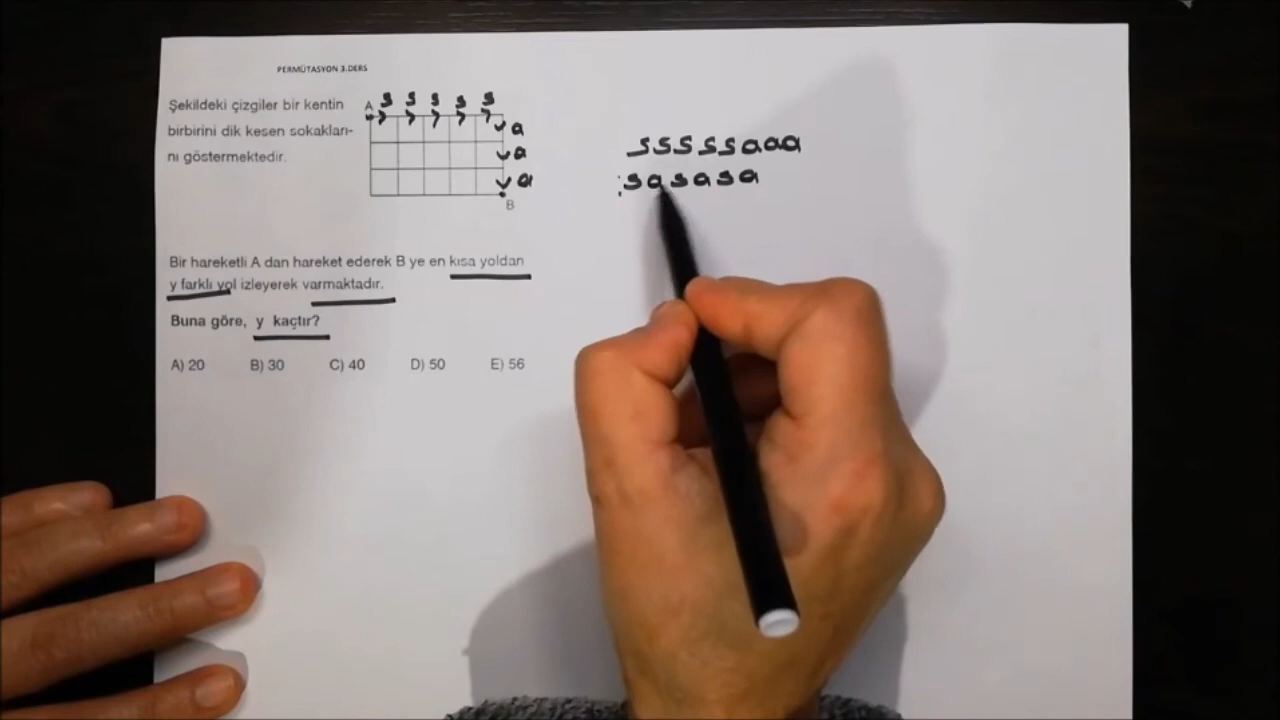 PERMÜTASYON 3.DERS
Şekildeki çizgiler bir kentin
birbirini dik kesen sokakları-
nı göstermektedir.
A
s s s s s
a
a
a
B
sssssaaa
sasasa
Bir hareketli A dan hareket ederek B ye en kısa yoldan
y farklı yol izleyerek varmaktadır.
Buna göre, y kaçtır?
A) 20 B) 30 C) 40 D) 50 E) 56